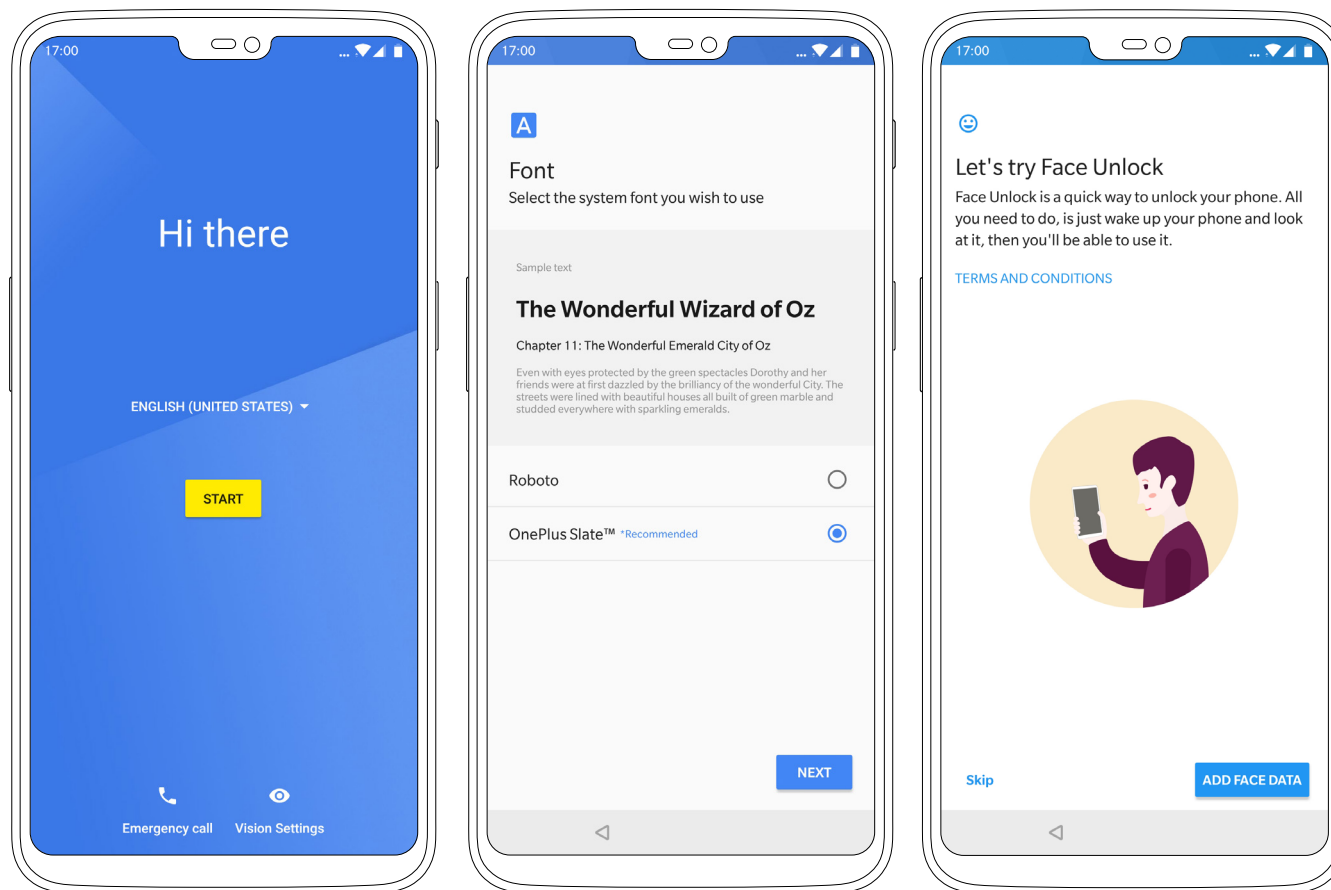 17:00
...
Hi there
ENGLISH (UNITED STATES)
START
Emergency call Vision Settings
17:00
...
A
Font
Select the system font you wish to use
Sample text
The Wonderful Wizard of Oz
Chapter 11: The Wonderful Emerald City of Oz
Even with eyes protected by the green spectacles Dorothy and her
friends were at first dazzled by the brilliancy of the wonderful City. The
streets were lined with beautiful houses all built of green marble and
studded everywhere with sparkling emeralds.
Roboto
OnePlus Slate™ *Recommended
NEXT
17:00
...
Let's try Face Unlock
Face Unlock is a quick way to unlock your phone. All
you need to do, is just wake up your phone and look
at it, then you'll be able to use it.
TERMS AND CONDITIONS
Skip ADD FACE DATA